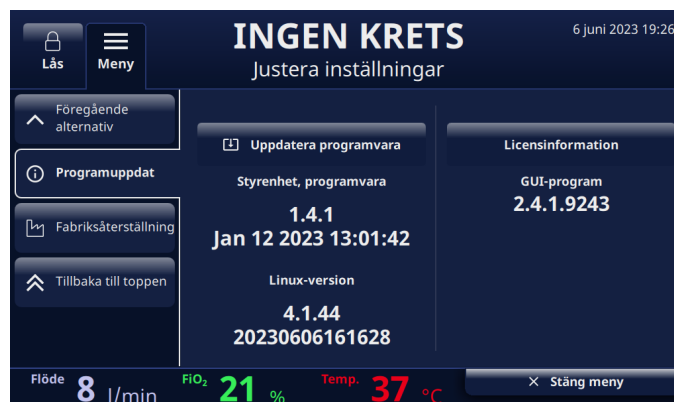 INGEN KRETS
Justera inställningar
6 juni 2023 19:26
Lås
Meny
Föregående
alternativ
Programuppdat
Fabriksåterställning
Tillbaka till toppen
Uppdatera programvara
Styrenhet, programvara
1.4.1
Jan 12 2023 13:01:42
Linux-version
4.1.44
20230606161628
Licensinformation
GUI-program
2.4.1.9243
Flöde 8 l/min
FiO₂ 21 %
Temp. 37 °C
Stäng meny